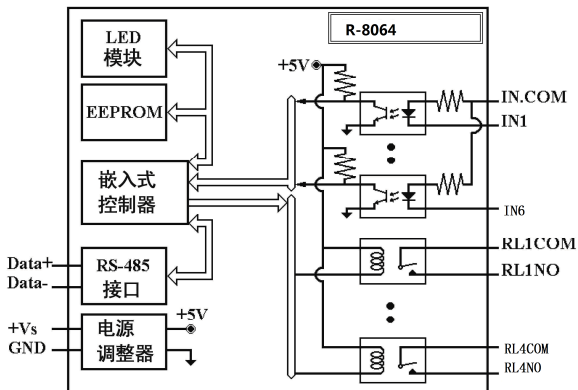 R-8064
LED
模块
EEPROM
嵌入式
控制器
RS-485
接口
Data+
Data-
+Vs
GND
电源
调整器
+5V
+5V
IN.COM
IN1
IN6
RL1COM
RL1NO
RL4COM
RL4NO